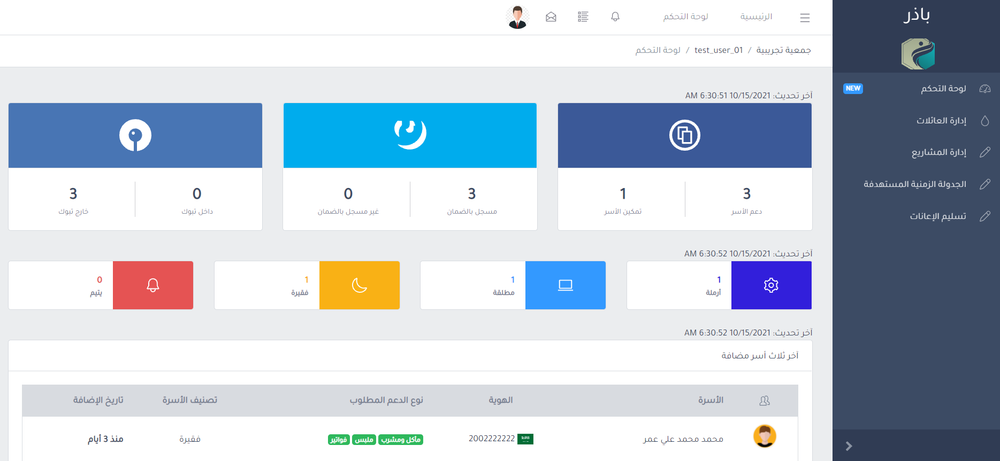 باذر
لوحة التحكم NEW
إدارة العائلات
إدارة المشاريع
الجدولة الزمنية المستهدفة
تسليم الإعانات
الرئيسية لوحة التحكم
جمعية تجريبية / test_user_01 / لوحة التحكم
آخر تحديث: 10/15/2021 6:30:51 AM
3
دعم الأسر
1
تمكين الأسر
3
مسجل بالضمان
0
غير مسجل بالضمان
0
داخل تبوك
3
خارج تبوك
آخر تحديث: 10/15/2021 6:30:52 AM
1
أرملة
1
مطلقة
1
فقيرة
0
يتيم
آخر تحديث: 10/15/2021 6:30:52 AM
آخر ثلاث أسر مضافة
الأسرة الهوية نوع الدعم المطلوب تصنيف الأسرة تاريخ الإضافة
محمد محمد علي عمر 2002222222 مأكل ومشرب ملبس فواتير فقيرة منذ 3 أيام